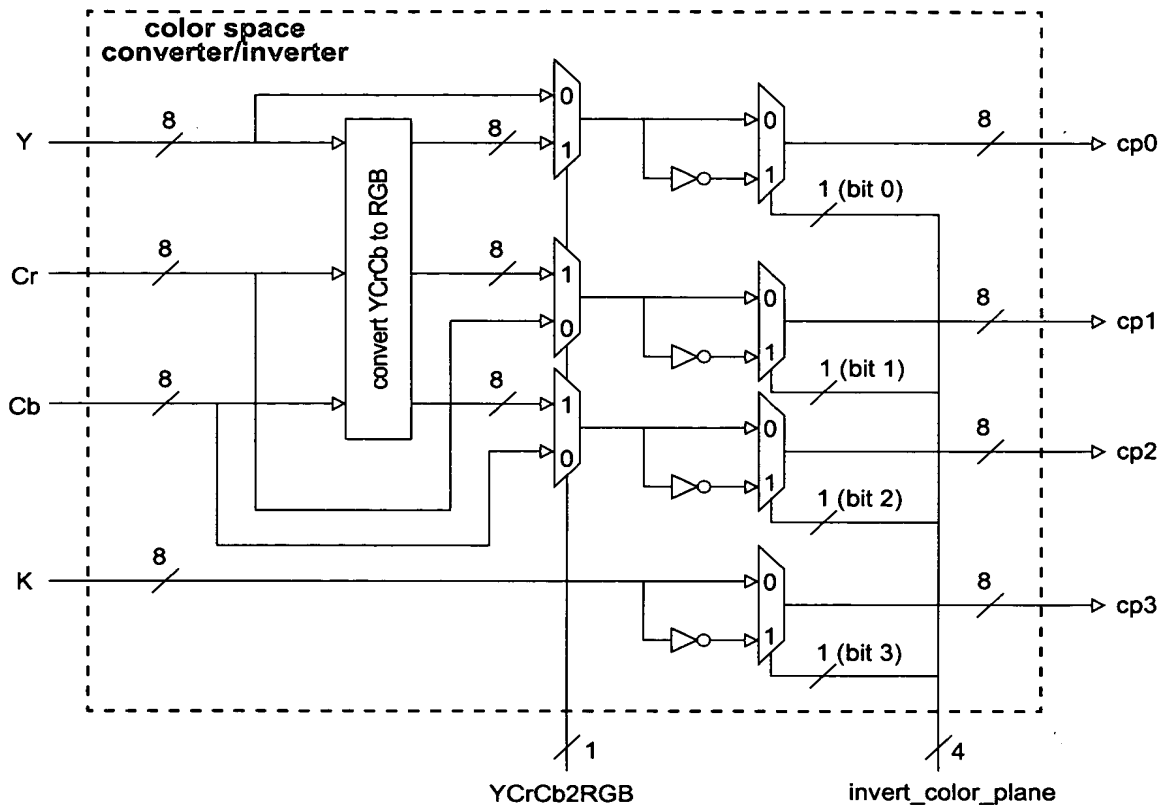 color space
converter/inverter
Y
8
8
0
1
0
1
8
cp0
1 (bit 0)
convert YCrCb to RGB
Cr
8
8
1
0
0
1
8
cp1
1 (bit 1)
Cb
8
8
1
0
0
1
8
cp2
1 (bit 2)
K
8
0
1
8
cp3
1 (bit 3)
1
4
YCrCb2RGB
invert_color_plane